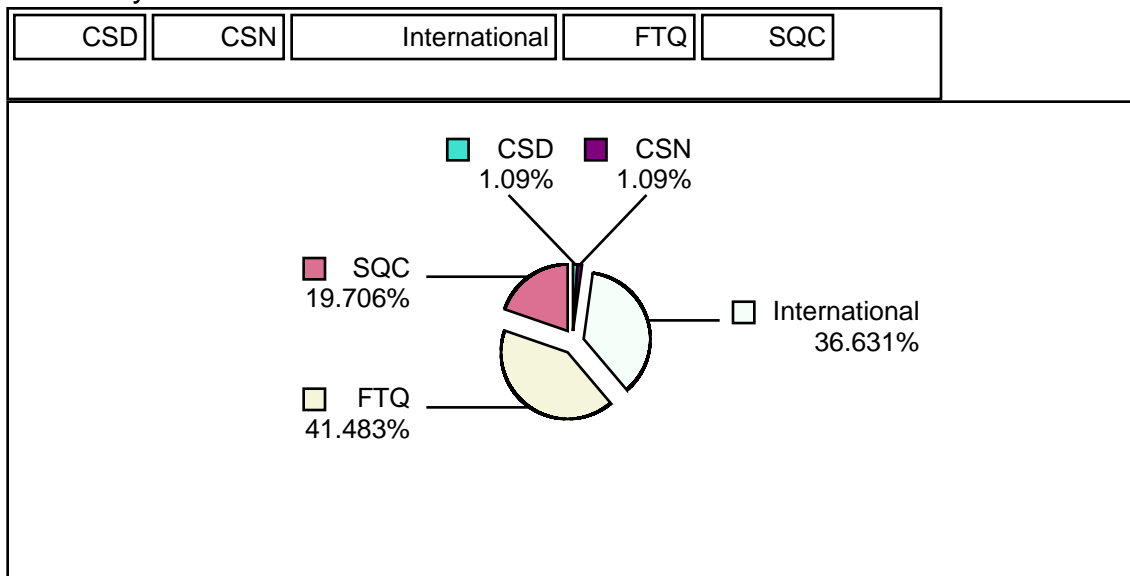 CSD CSN International FTQ SQC
CSD CSN
1.09% 1.09%
SQC
19.706%
International
36.631%
FTQ
41.483%